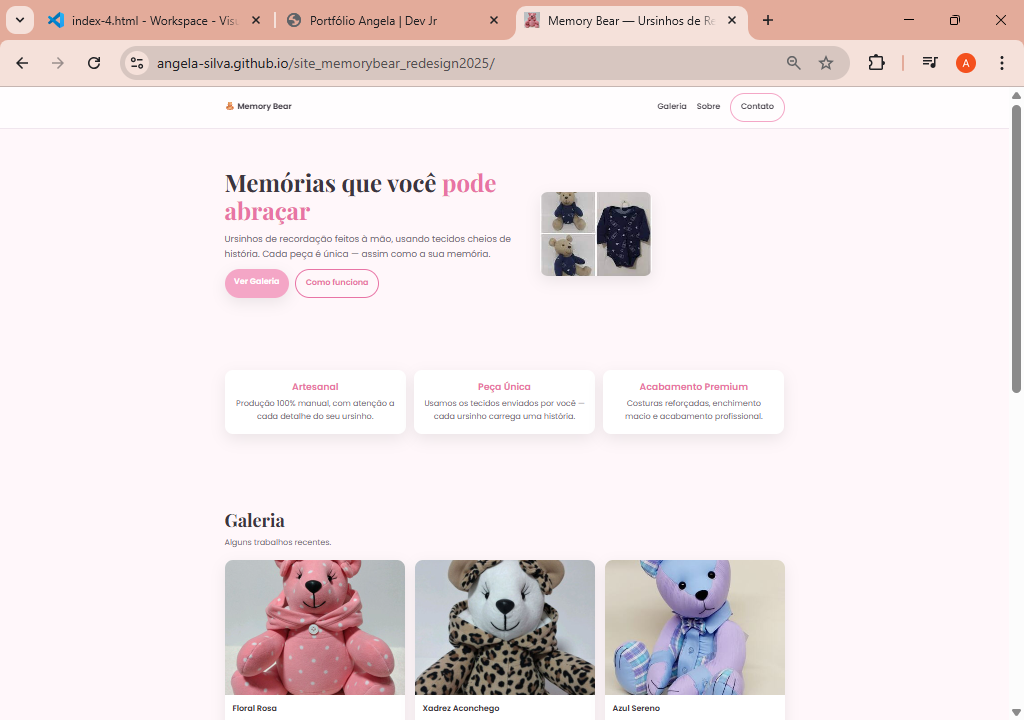 index-4.html - Workspace - Visu
Portfólio Angela | Dev Jr
Memory Bear — Ursinhos de Re
angela-silva.github.io/site_memorybear_redesign2025/
A
Memory Bear
Galeria
Sobre
Contato
Memórias que você pode
abraçar
Ursinhos de recordação feitos à mão, usando tecidos cheios de
história. Cada peça é única — assim como a sua memória.
Ver Galeria
Como funciona
Artesanal
Produção 100% manual, com atenção a
cada detalhe do seu ursinho.
Peça Única
Usamos os tecidos enviados por você —
cada ursinho carrega uma história.
Acabamento Premium
Costuras reforçadas, enchimento
macio e acabamento profissional.
Galeria
Alguns trabalhos recentes.
Floral Rosa
Xadrez Aconchego
Azul Sereno